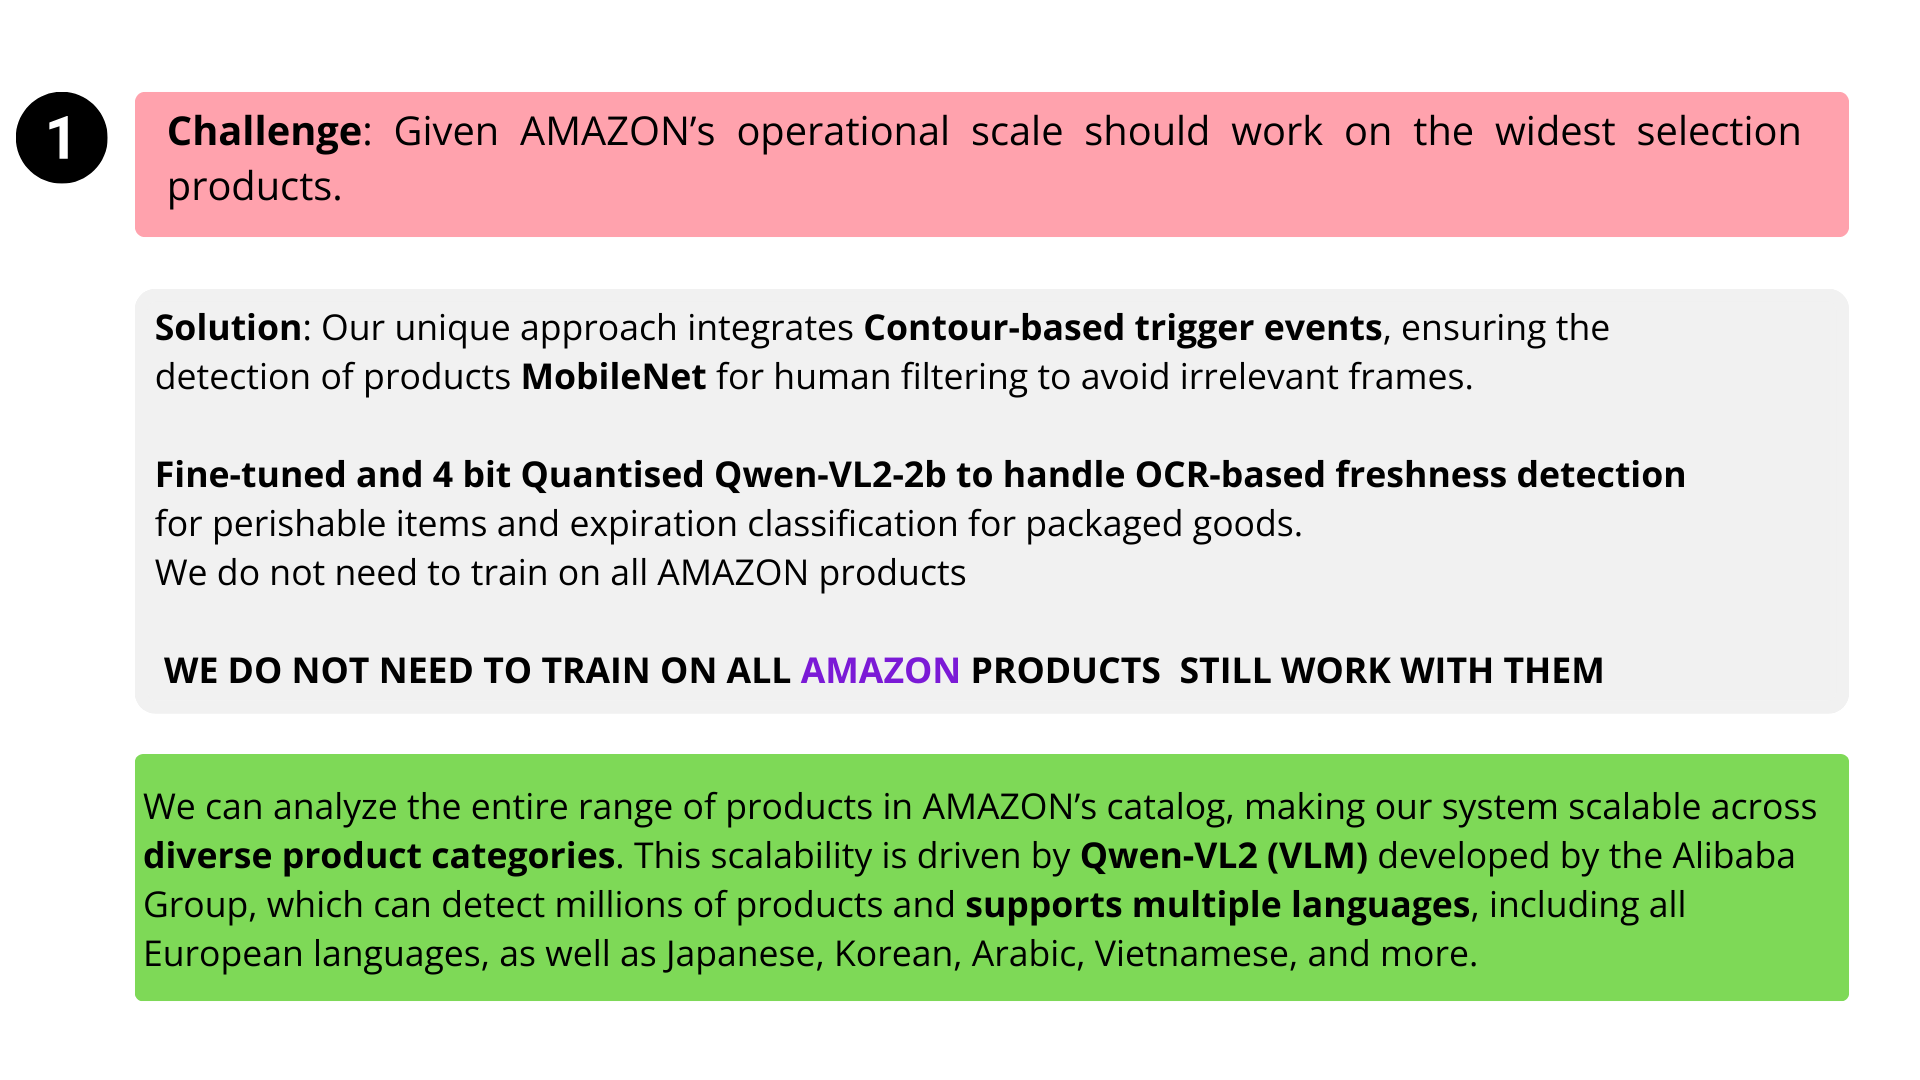 1
Challenge: Given AMAZON’s operational scale should work on the widest selection
products.
Solution: Our unique approach integrates Contour-based trigger events, ensuring the
detection of products MobileNet for human filtering to avoid irrelevant frames.
Fine-tuned and 4 bit Quantised Qwen-VL2-2b to handle OCR-based freshness detection
for perishable items and expiration classification for packaged goods.
We do not need to train on all AMAZON products
WE DO NOT NEED TO TRAIN ON ALL AMAZON PRODUCTS  STILL WORK WITH THEM
We can analyze the entire range of products in AMAZON’s catalog, making our system scalable across
diverse product categories. This scalability is driven by Qwen-VL2 (VLM) developed by the Alibaba
Group, which can detect millions of products and supports multiple languages, including all
European languages, as well as Japanese, Korean, Arabic, Vietnamese, and more.